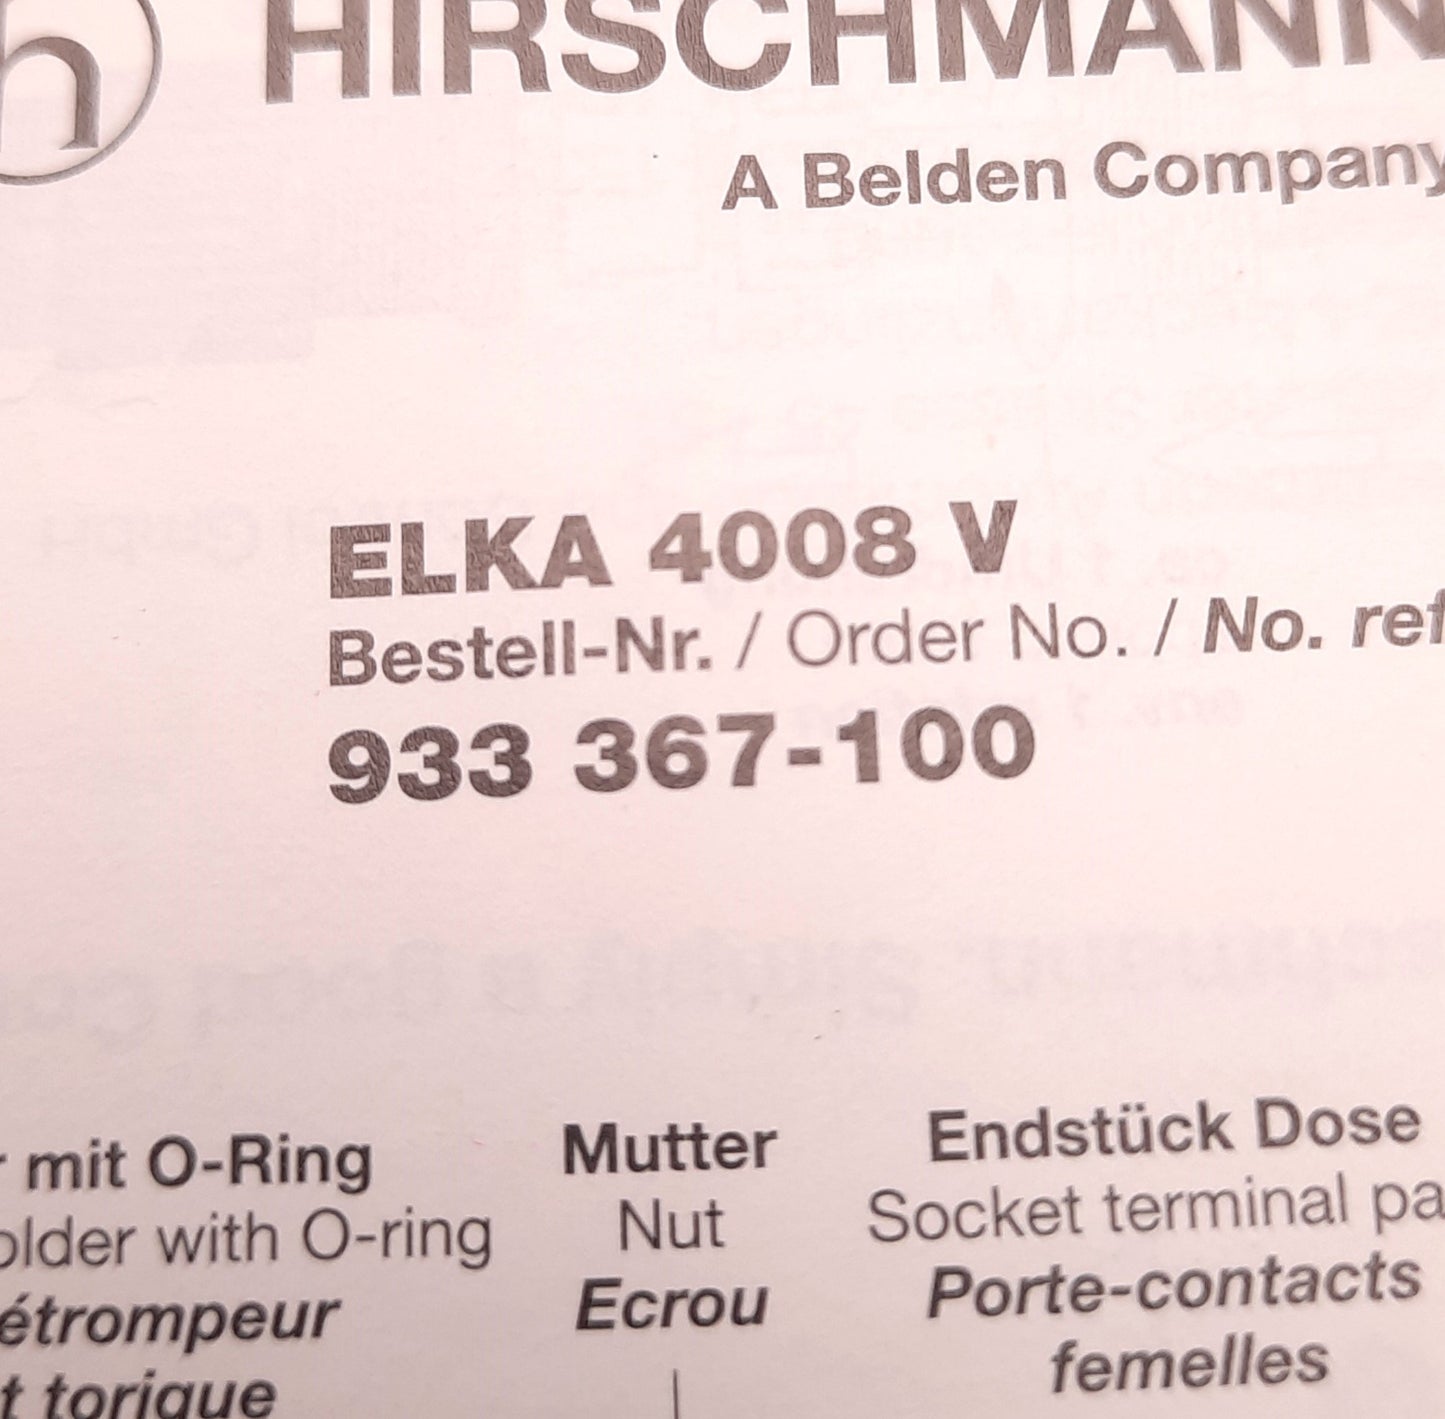 HIRSCHMANN
A Belden Company
ELKA 4008 V
Bestell-Nr. / Order No. / No. ref
933 367-100
mit O-Ring
older with O-ring
étrompeur
t torique
Mutter
Nut
Ecrou
Endstück Dose
Socket terminal pa
Porte-contacts
femelles